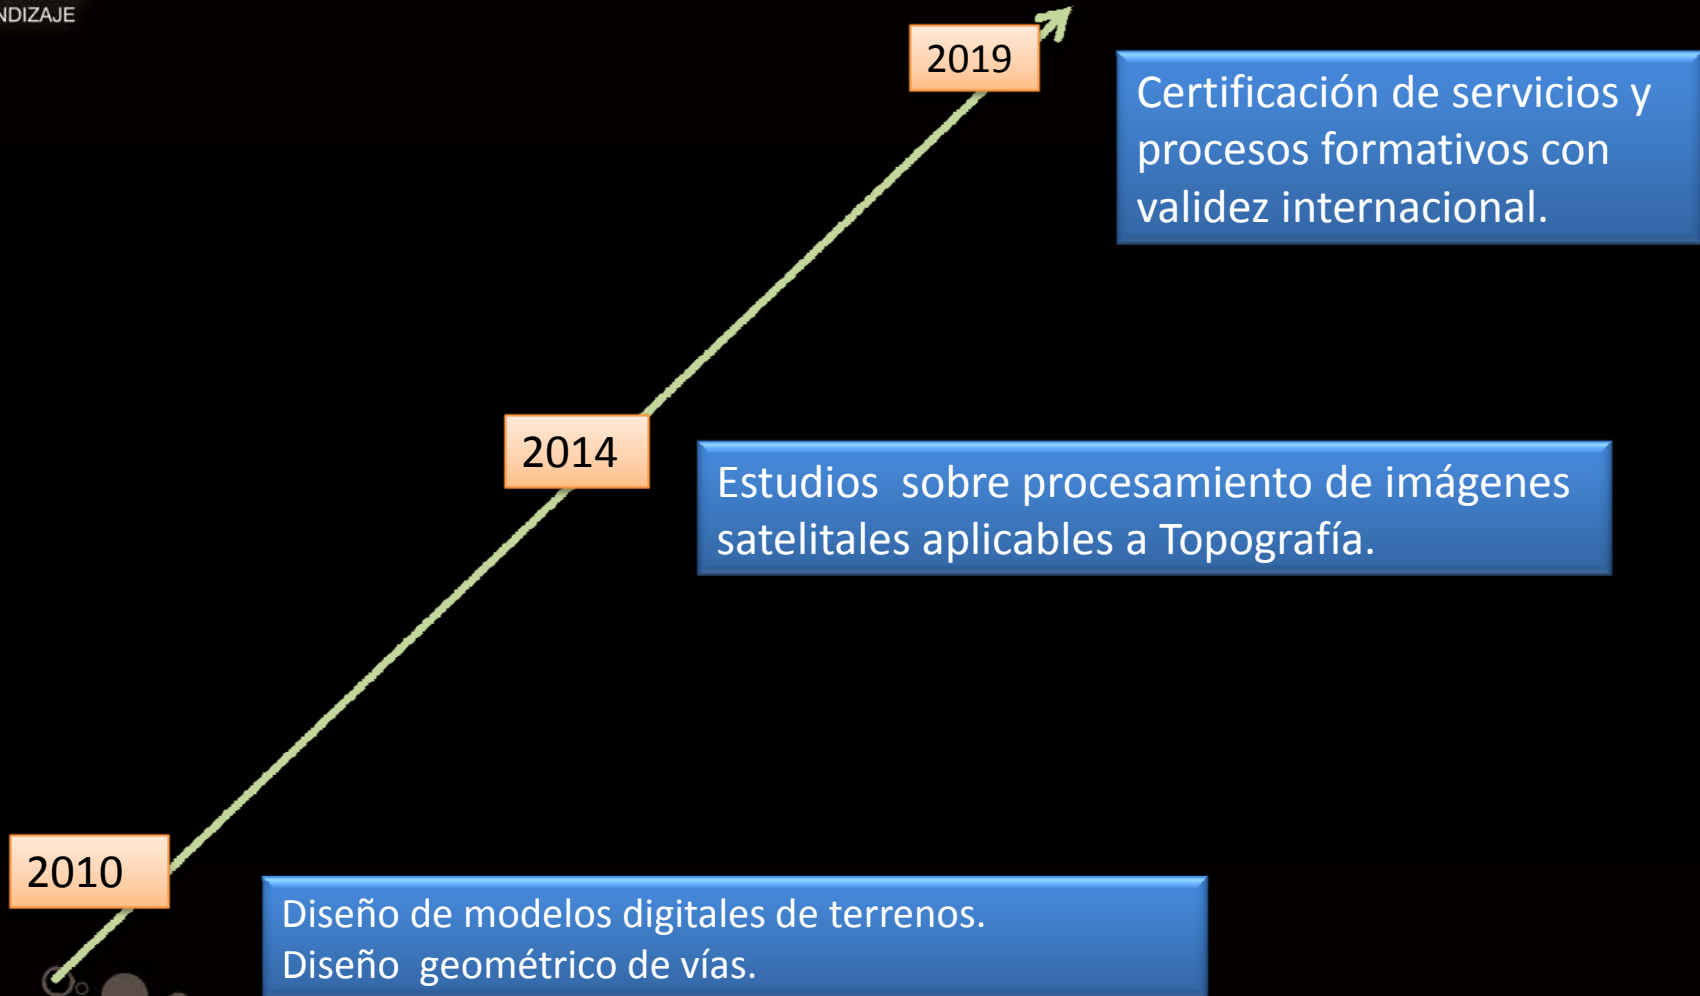 2019
Certificación de servicios y
procesos formativos con
validez internacional.
2014
Estudios sobre procesamiento de imágenes
satelitales aplicables a Topografía.
2010
Diseño de modelos digitales de terrenos.
Diseño geométrico de vías.